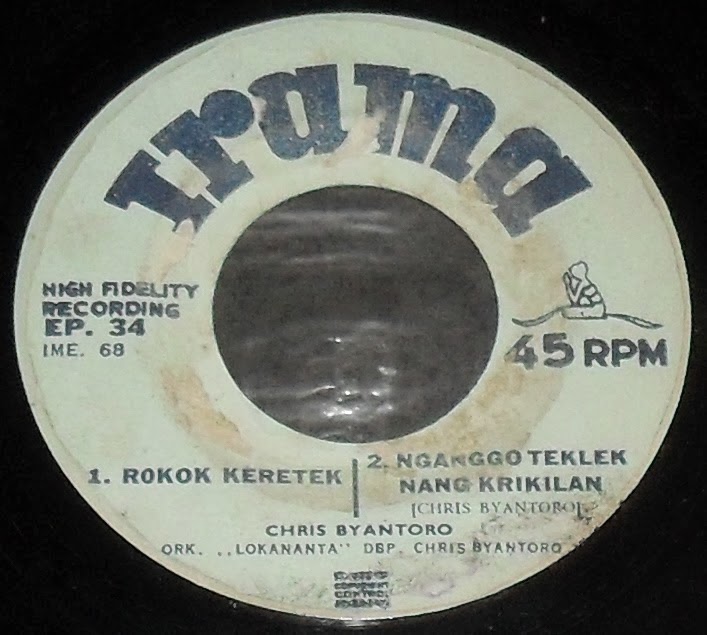 Irama
HIGH FIDELITY
RECORDING
EP. 34
IME. 68
45 RPM
1. ROKOK KERETEK
2. NGANGGO TEKLEK
NANG KRIKILAN
[CHRIS BYANTORO]
CHRIS BYANTORO
ORK. ,,LOKANANTA" DBP. CHRIS BYANTORO